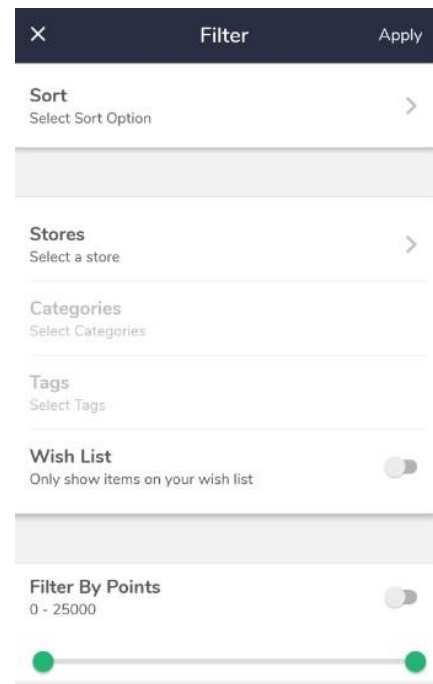 Filter
Apply
Sort
Select Sort Option
Stores
Select a store
Categories
Select Categories
Tags
Select Tags
Wish List
Only show items on your wish list
Filter By Points
0 - 25000